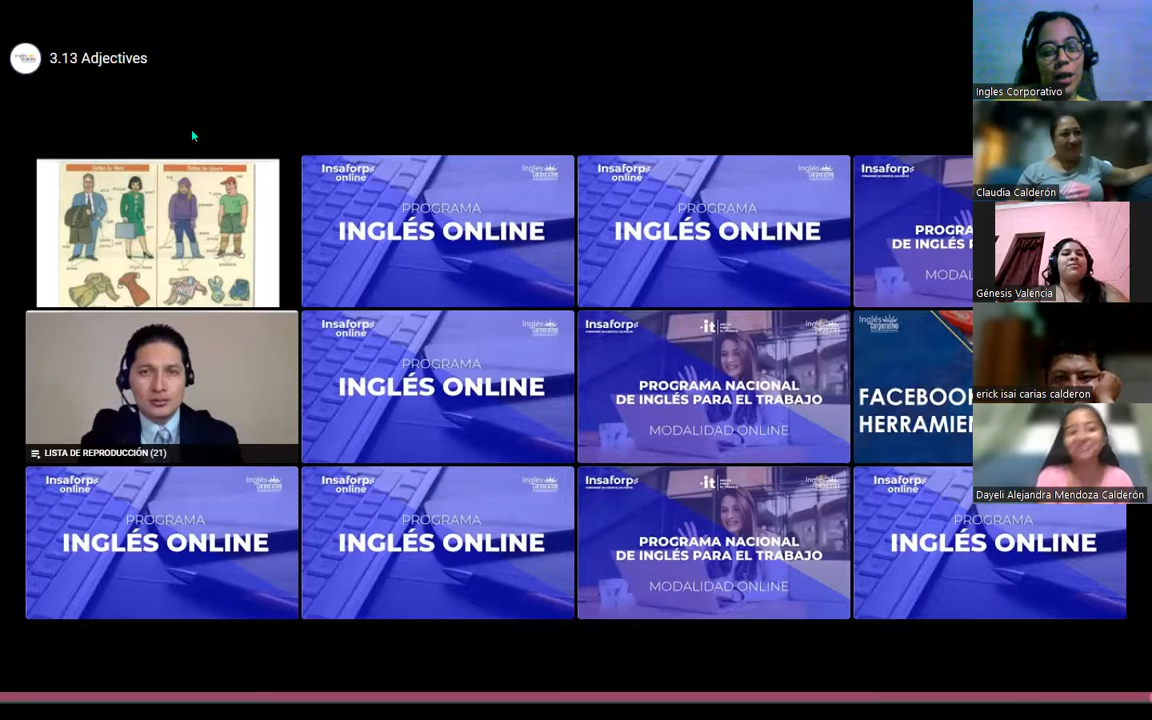 3.13 Adjectives
Ingles Corporativo
Claudia Calderón
Génesis Valencia
erick isai carias calderon
Dayeli Alejandra Mendoza Calderón
Insaforp
online
PROGRAMA
INGLÉS ONLINE
Insaforp
online
PROGRAMA
INGLÉS ONLINE
Insaforp
PROGRA
DE INGLÉS P
MODAL
LISTA DE REPRODUCCIÓN (21)
Insaforp
online
PROGRAMA
INGLÉS ONLINE
Insaforp
it
PROGRAMA NACIONAL
DE INGLÉS PARA EL TRABAJO
MODALIDAD ONLINE
Inglés
Corporativo
FACEBOOK
HERRAMIEN
Insaforp
online
PROGRAMA
INGLÉS ONLINE
Insaforp
online
PROGRAMA
INGLÉS ONLINE
Insaforp
it
PROGRAMA NACIONAL
DE INGLÉS PARA EL TRABAJO
MODALIDAD ONLINE
Insaforp
online
PROGRAMA
INGLÉS ONLINE